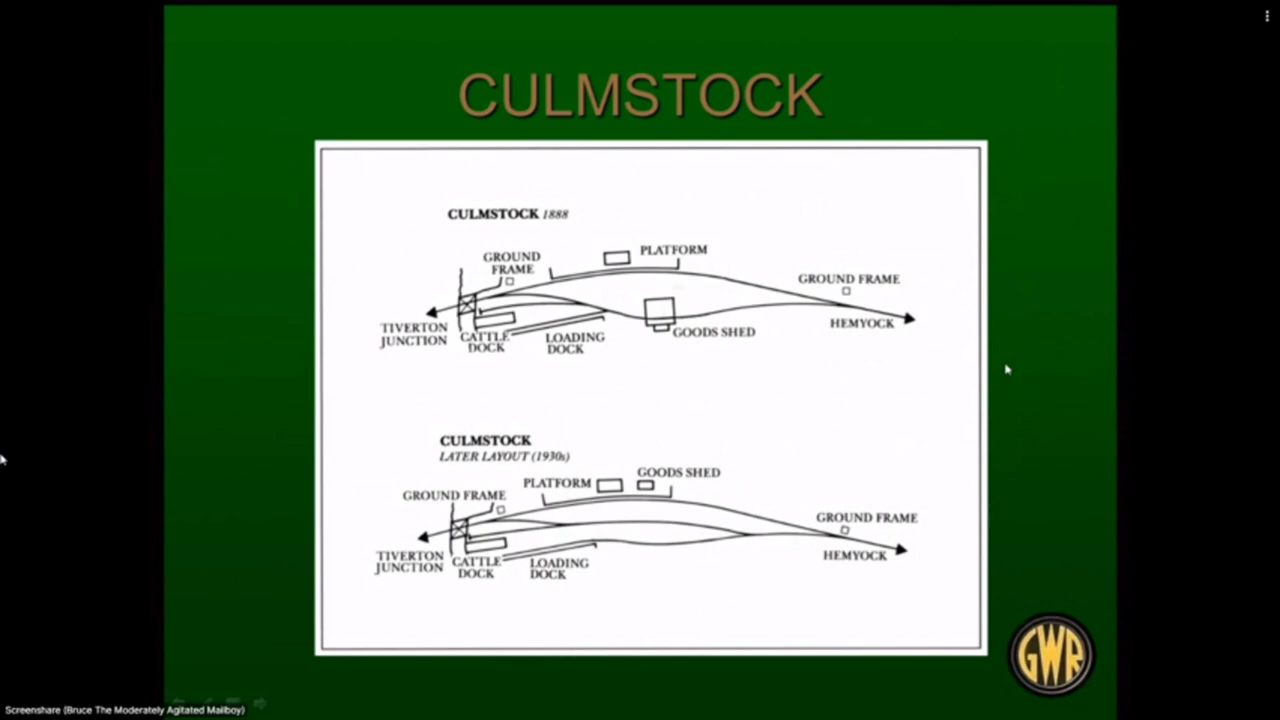 CULMSTOCK
CULMSTOCK 1888
GROUND
FRAME
PLATFORM
GROUND FRAME
TIVERTON
JUNCTION
CATTLE
DOCK
LOADING
DOCK
GOODS SHED
HEMYOCK
CULMSTOCK
LATER LAYOUT (1930s)
GROUND FRAME
PLATFORM
GOODS SHED
GROUND FRAME
TIVERTON
JUNCTION
CATTLE
DOCK
LOADING
DOCK
HEMYOCK
GWR
Screenshare (Bruce The Moderately Agitated Mailboy)